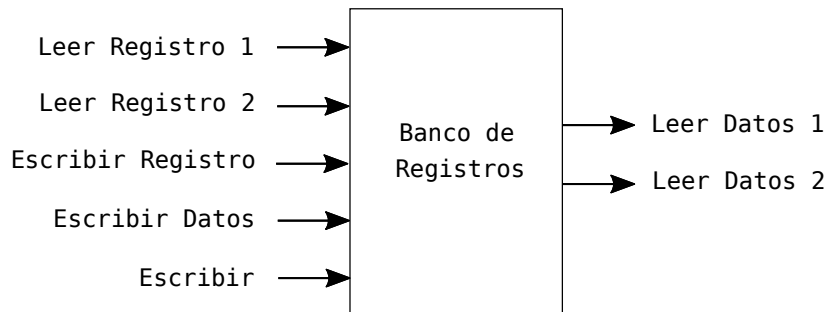 Leer Registro 1
Leer Registro 2
Escribir Registro
Escribir Datos
Escribir
Banco de
Registros
Leer Datos 1
Leer Datos 2